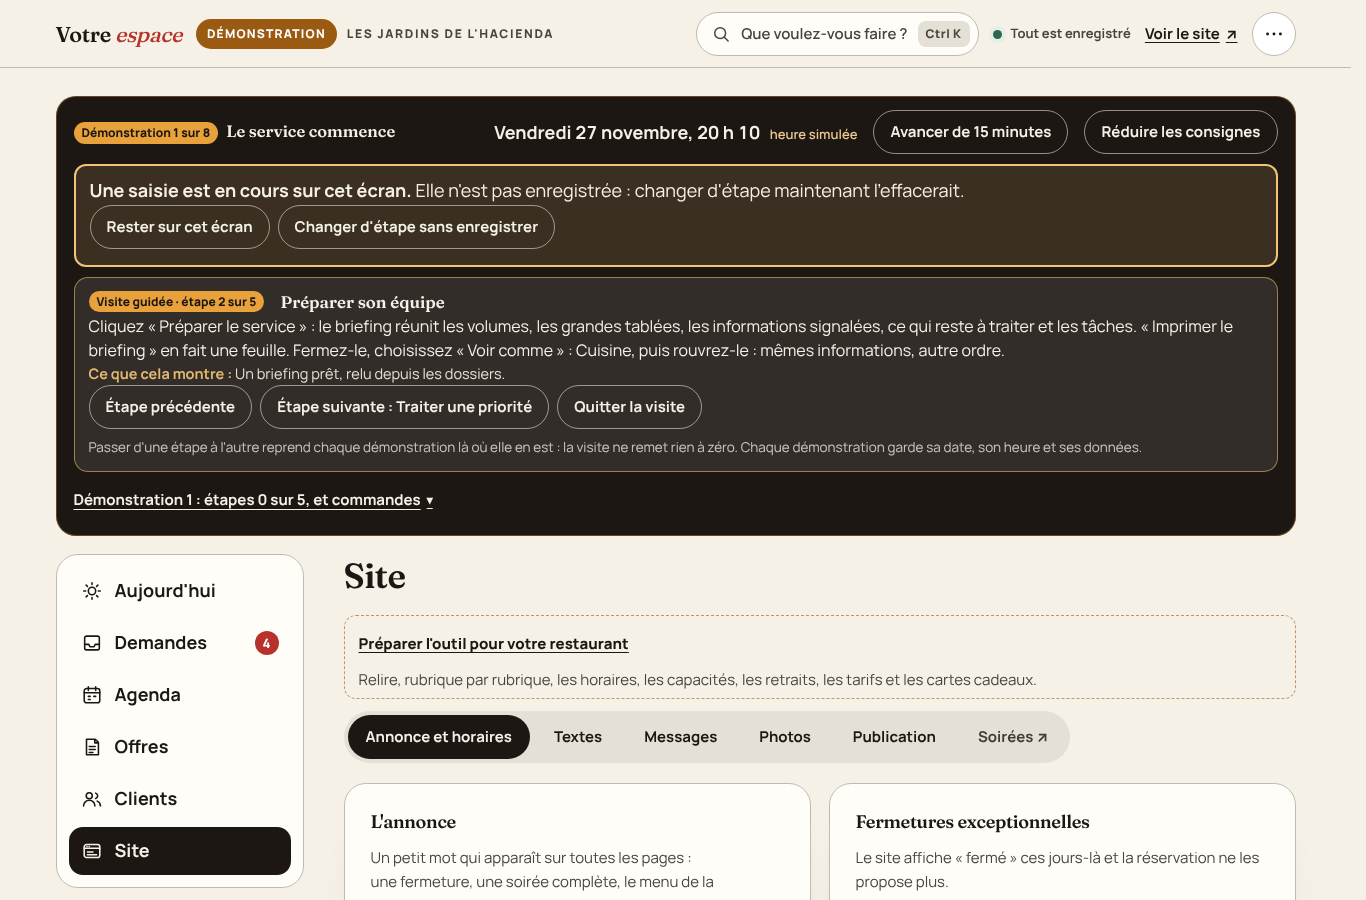 Votre espace DÉMONSTRATION LES JARDINS DE L'HACIENDA Que voulez-vous faire ? Ctrl K Tout est enregistré Voir le site ↗ ···
Démonstration 1 sur 8 Le service commence Vendredi 27 novembre, 20 h 10 heure simulée Avancer de 15 minutes Réduire les consignes
Une saisie est en cours sur cet écran. Elle n'est pas enregistrée : changer d'étape maintenant l'effacerait.
Rester sur cet écran Changer d'étape sans enregistrer
Visite guidée · étape 2 sur 5 Préparer son équipe
Cliquez « Préparer le service » : le briefing réunit les volumes, les grandes tablées, les informations signalées, ce qui reste à traiter et les tâches. « Imprimer le
briefing » en fait une feuille. Fermez-le, choisissez « Voir comme » : Cuisine, puis rouvrez-le : mêmes informations, autre ordre.
Ce que cela montre : Un briefing prêt, relu depuis les dossiers.
Étape précédente Étape suivante : Traiter une priorité Quitter la visite
Passer d'une étape à l'autre reprend chaque démonstration là où elle en est : la visite ne remet rien à zéro. Chaque démonstration garde sa date, son heure et ses données.
Démonstration 1 : étapes 0 sur 5, et commandes ▾
Aujourd'hui
Demandes 4
Agenda
Offres
Clients
Site
Site
Préparer l'outil pour votre restaurant
Relire, rubrique par rubrique, les horaires, les capacités, les retraits, les tarifs et les cartes cadeaux.
Annonce et horaires Textes Messages Photos Publication Soirées ↗
L'annonce
Un petit mot qui apparaît sur toutes les pages :
une fermeture, une soirée complète, le menu de la
Fermetures exceptionnelles
Le site affiche « fermé » ces jours-là et la réservation ne les
propose plus.